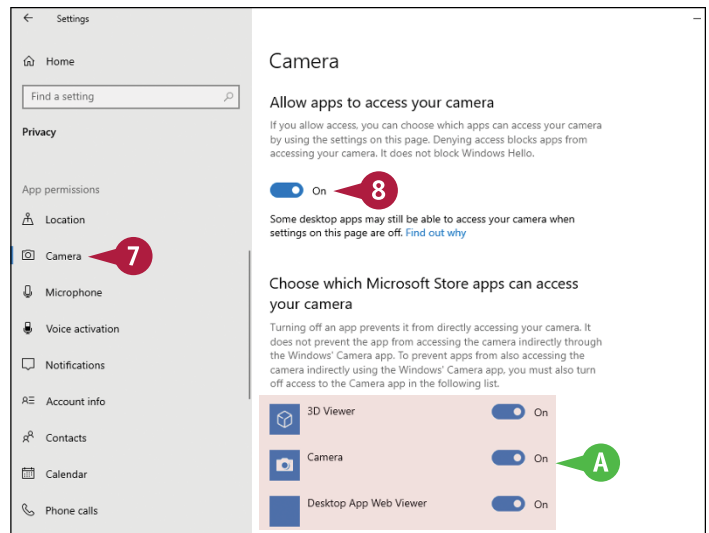 Settings
Home
Find a setting
Privacy
App permissions
Location
Camera
7
Microphone
Voice activation
Notifications
Account info
Contacts
Calendar
Phone calls
Camera
Allow apps to access your camera
If you allow access, you can choose which apps can access your camera
by using the settings on this page. Denying access blocks apps from
accessing your camera. It does not block Windows Hello.
On
8
Some desktop apps may still be able to access your camera when
settings on this page are off. Find out why
Choose which Microsoft Store apps can access
your camera
Turning off an app prevents it from directly accessing your camera. It
does not prevent the app from accessing the camera indirectly through
the Windows' Camera app. To prevent apps from also accessing the
camera indirectly using the Windows' Camera app, you must also turn
off access to the Camera app in the following list.
3D Viewer On
Camera On
A
Desktop App Web Viewer On